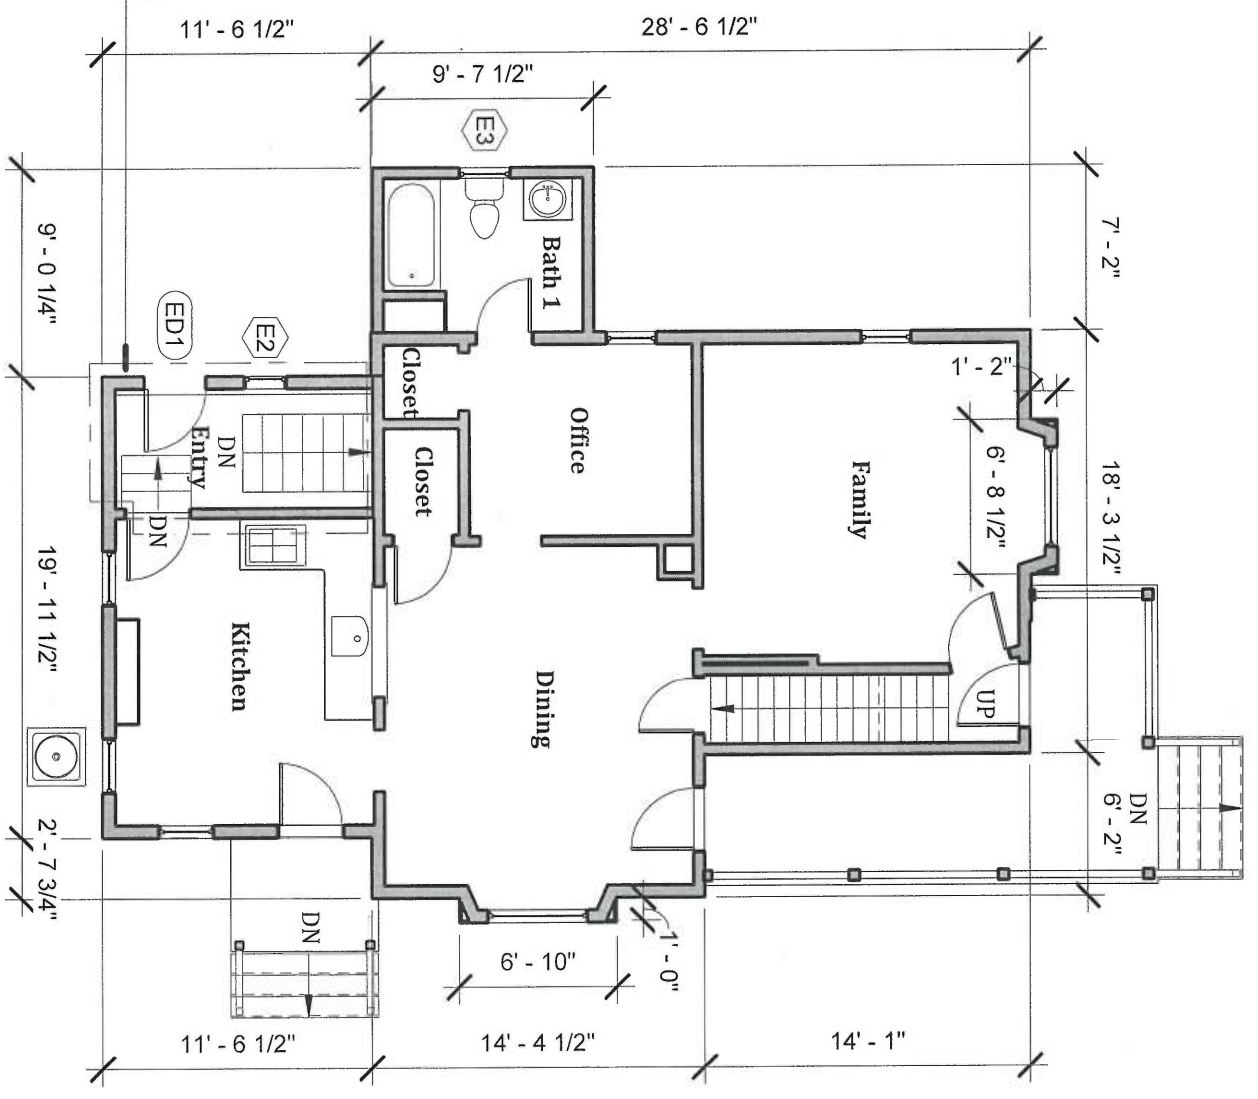 11' - 6 1/2"
28' - 6 1/2"
9' - 7 1/2"
E3
9' - 0 1/4"
7' - 2"
Bath 1
ED1
E2
Closet
1' - 2"
Office
Entry
DN
Closet
Family
6' - 8 1/2"
18' - 3 1/2"
DN
19' - 11 1/2"
Kitchen
Dining
UP
DN
6' - 2"
2' - 7 3/4"
DN
1' - 0"
6' - 10"
11' - 6 1/2"
14' - 4 1/2"
14' - 1"